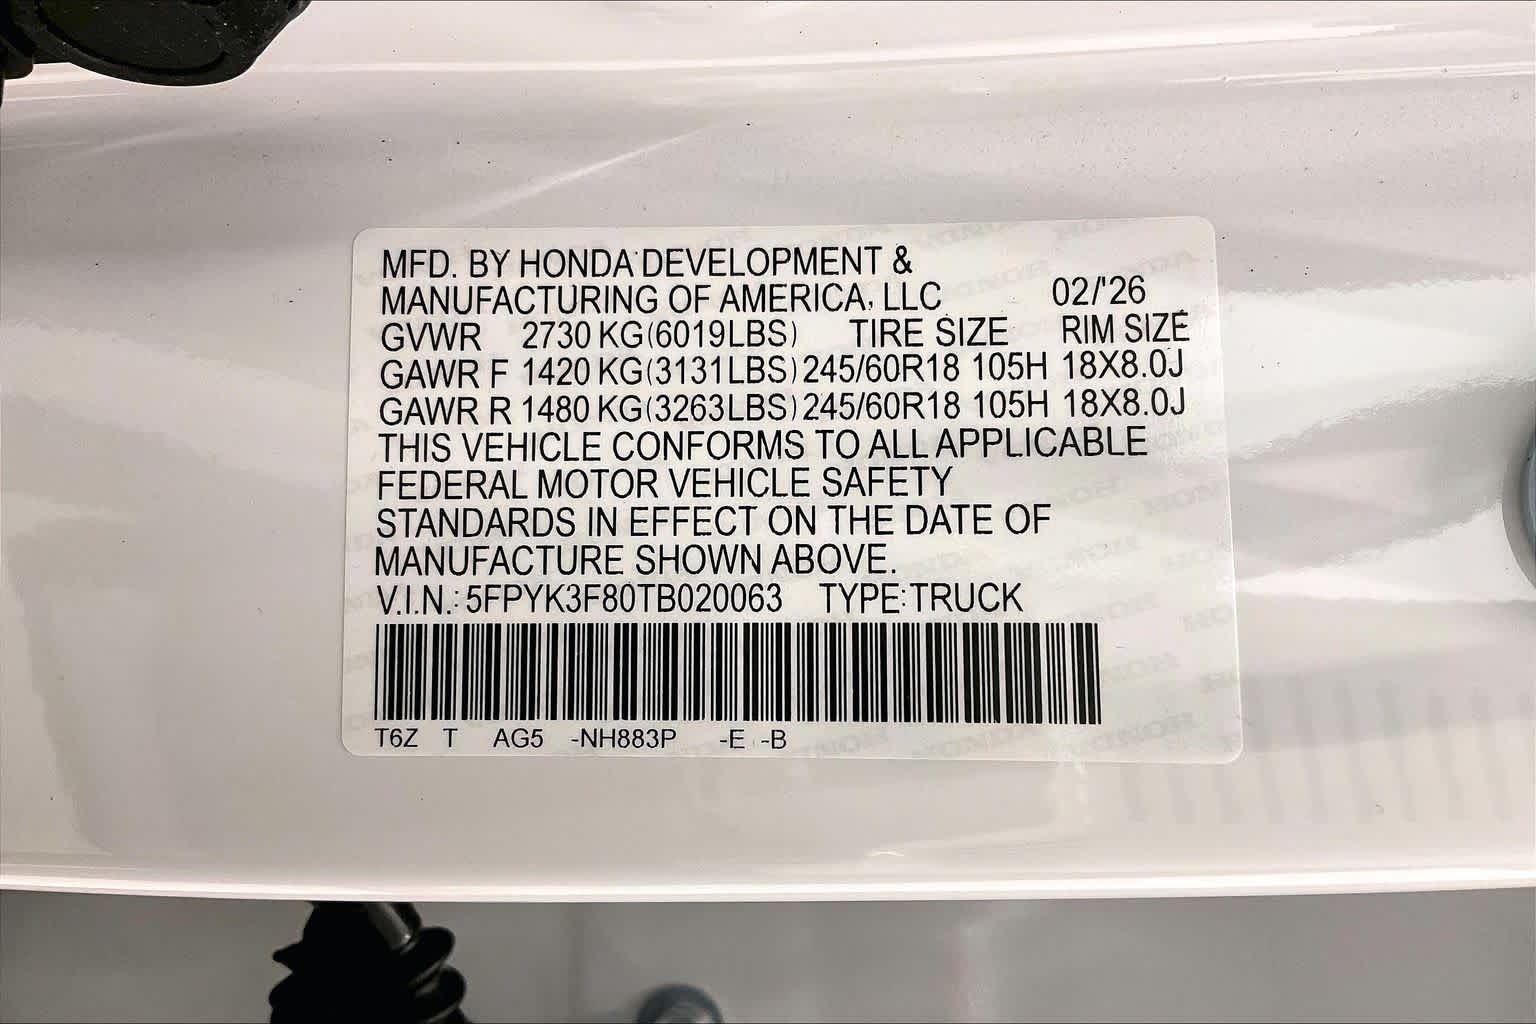 MFD. BY HONDA DEVELOPMENT &
MANUFACTURING OF AMERICA, LLC 02/'26
GVWR 2730 KG(6019LBS) TIRE SIZE RIM SIZE
GAWR F 1420 KG(3131LBS) 245/60R18 105H 18X8.0J
GAWR R 1480 KG(3263LBS) 245/60R18 105H 18X8.0J
THIS VEHICLE CONFORMS TO ALL APPLICABLE
FEDERAL MOTOR VEHICLE SAFETY
STANDARDS IN EFFECT ON THE DATE OF
MANUFACTURE SHOWN ABOVE.
V.I.N.: 5FPYK3F80TB020063 TYPE:TRUCK
T6Z T AG5 -NH883P -E -B